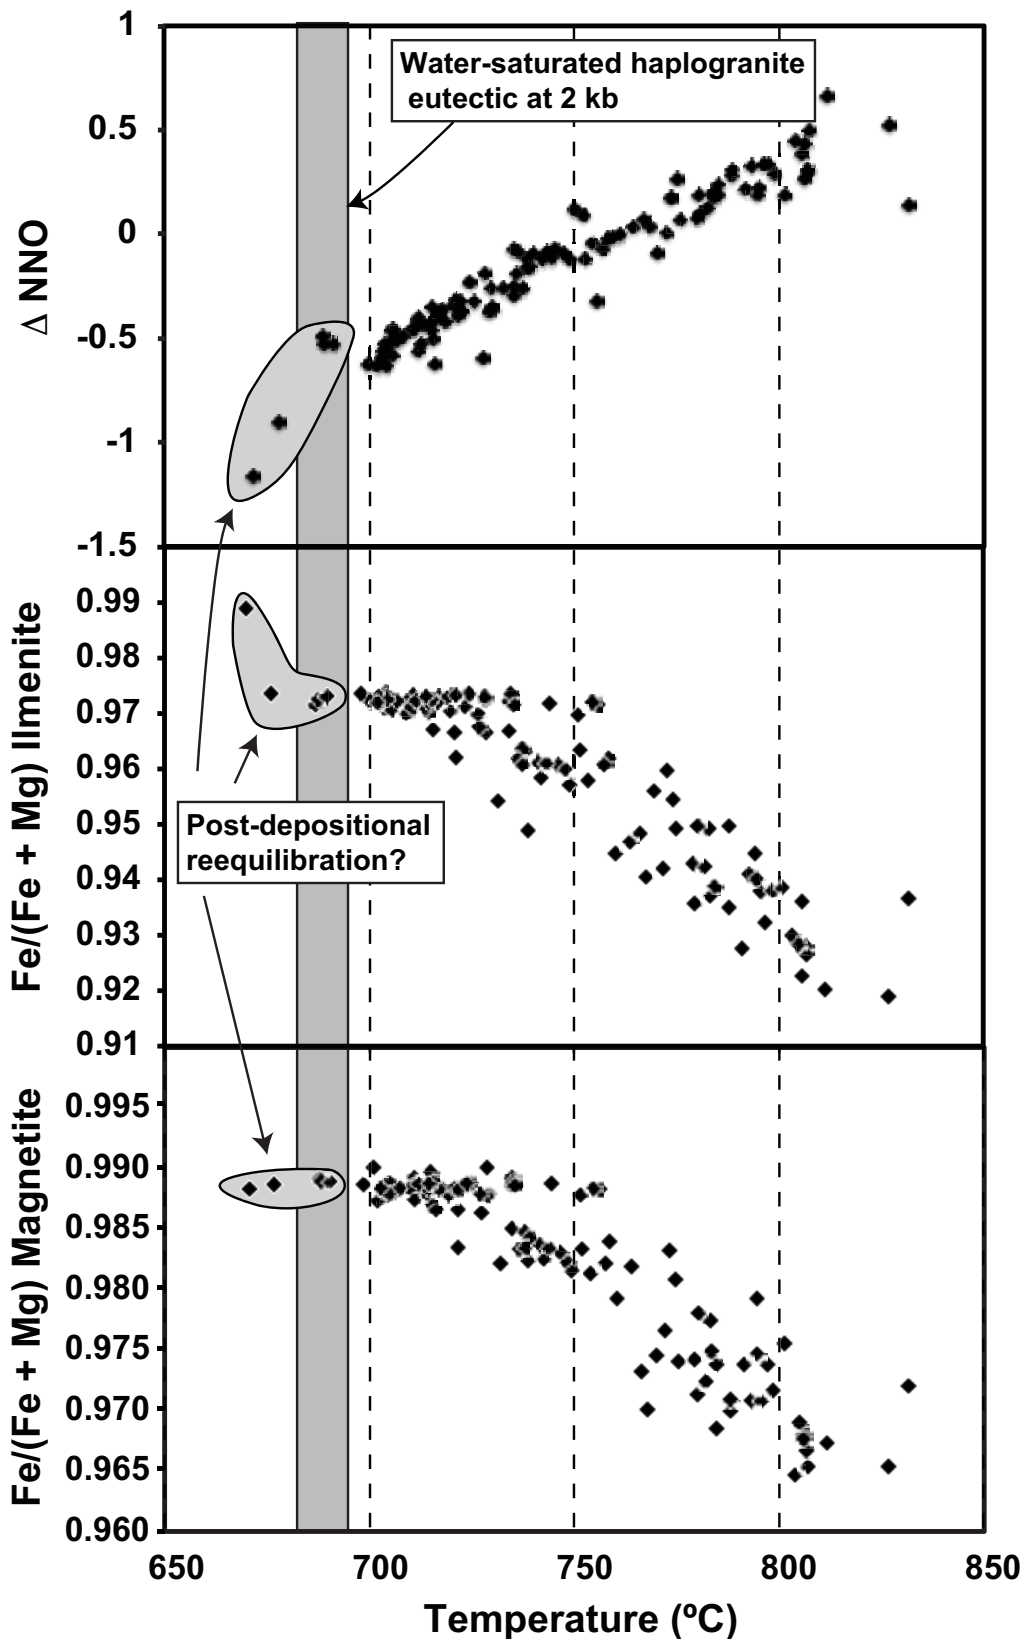 1
0.5
0
-0.5
-1
-1.5
Δ NNO
Water-saturated haplogranite
eutectic at 2 kb
0.99
0.98
0.97
0.96
0.95
0.94
0.93
0.92
0.91
Fe/(Fe + Mg) Ilmenite
Post-depositional
reequilibration?
0.995
0.990
0.985
0.980
0.975
0.970
0.965
0.960
Fe/(Fe + Mg) Magnetite
650 700 750 800 850
Temperature (ºC)